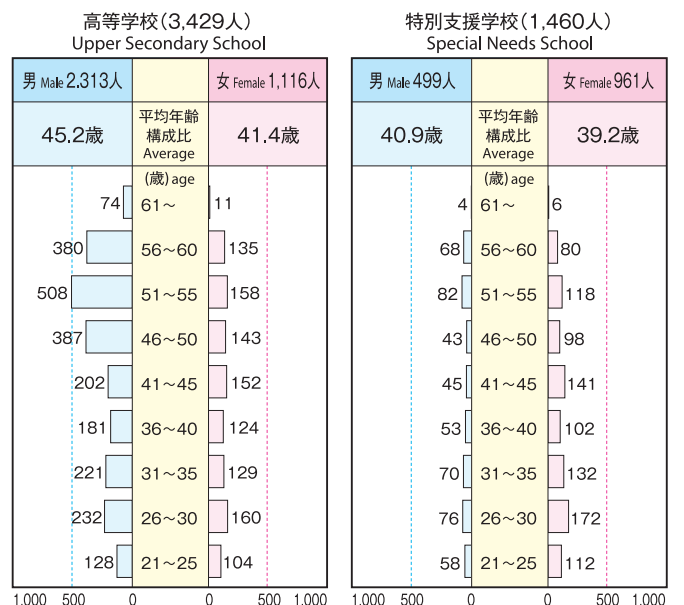 高等学校(3,429人)
Upper Secondary School
男 Male 2.313人
女 Female 1,116人
45.2歳
平均年齢
構成比
Average
41.4歳
(歳) age
74 61～ 11
380 56～60 135
508 51～55 158
387 46～50 143
202 41～45 152
181 36～40 124
221 31～35 129
232 26～30 160
128 21～25 104
1.000 500 0 0 500 1.000
特別支援学校(1,460人)
Special Needs School
男 Male 499人
女 Female 961人
40.9歳
平均年齢
構成比
Average
39.2歳
(歳) age
4 61～ 6
68 56～60 80
82 51～55 118
43 46～50 98
45 41～45 141
53 36～40 102
70 31～35 132
76 26～30 172
58 21～25 112
1.000 500 0 0 500 1.000